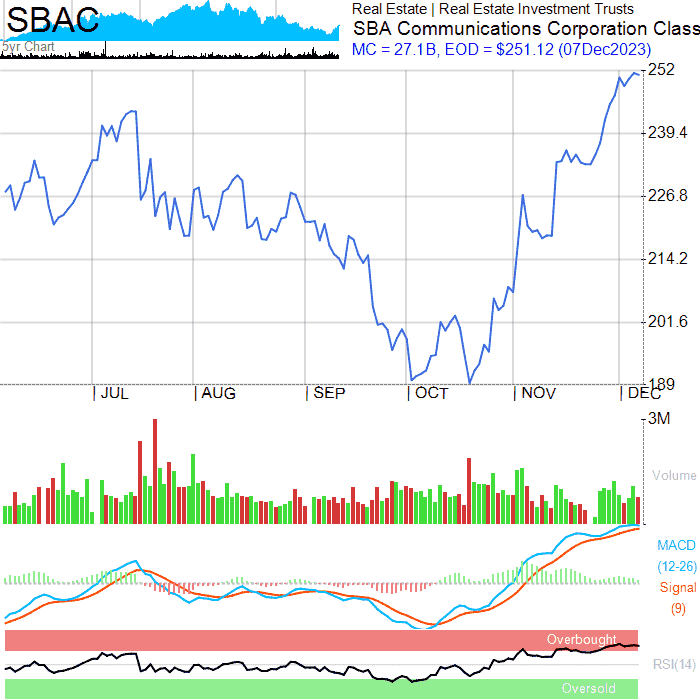 SBAC
5yr Chart
Real Estate | Real Estate Investment Trusts
SBA Communications Corporation Class
MC = 27.1B, EOD = $251.12 (07Dec2023)
252
239.4
226.8
214.2
201.6
189
| JUL | AUG | SEP | OCT | NOV | DEC
3M
Volume
MACD
(12-26)
Signal
(9)
Overbought
RSI(14)
Oversold